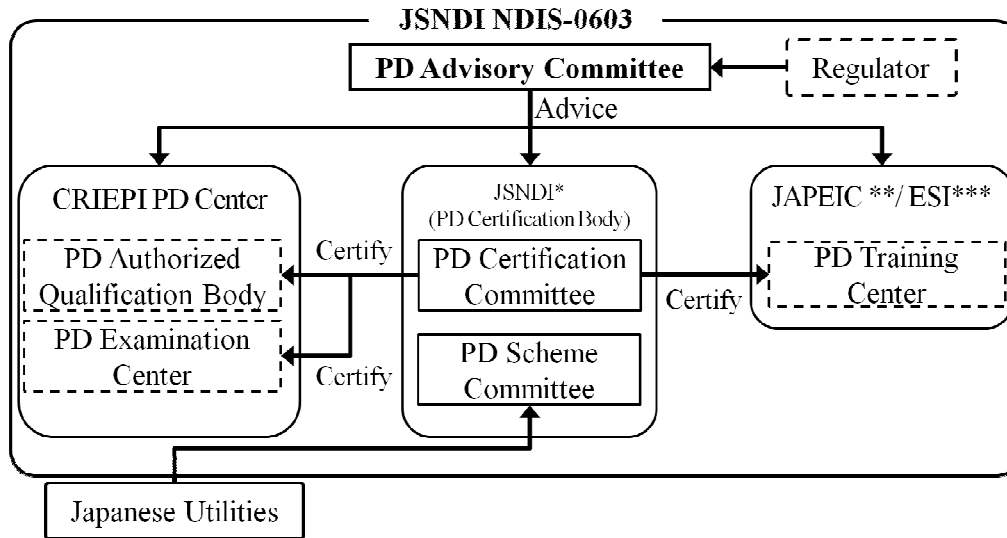 JSNDI NDIS-0603
PD Advisory Committee
Regulator
Advice
CRIEPI PD Center
PD Authorized
Qualification Body
PD Examination
Center
Certify
Certify
JSNDI*
(PD Certification Body)
PD Certification
Committee
PD Scheme
Committee
Certify
JAPEIC **/ ESI***
PD Training
Center
Japanese Utilities